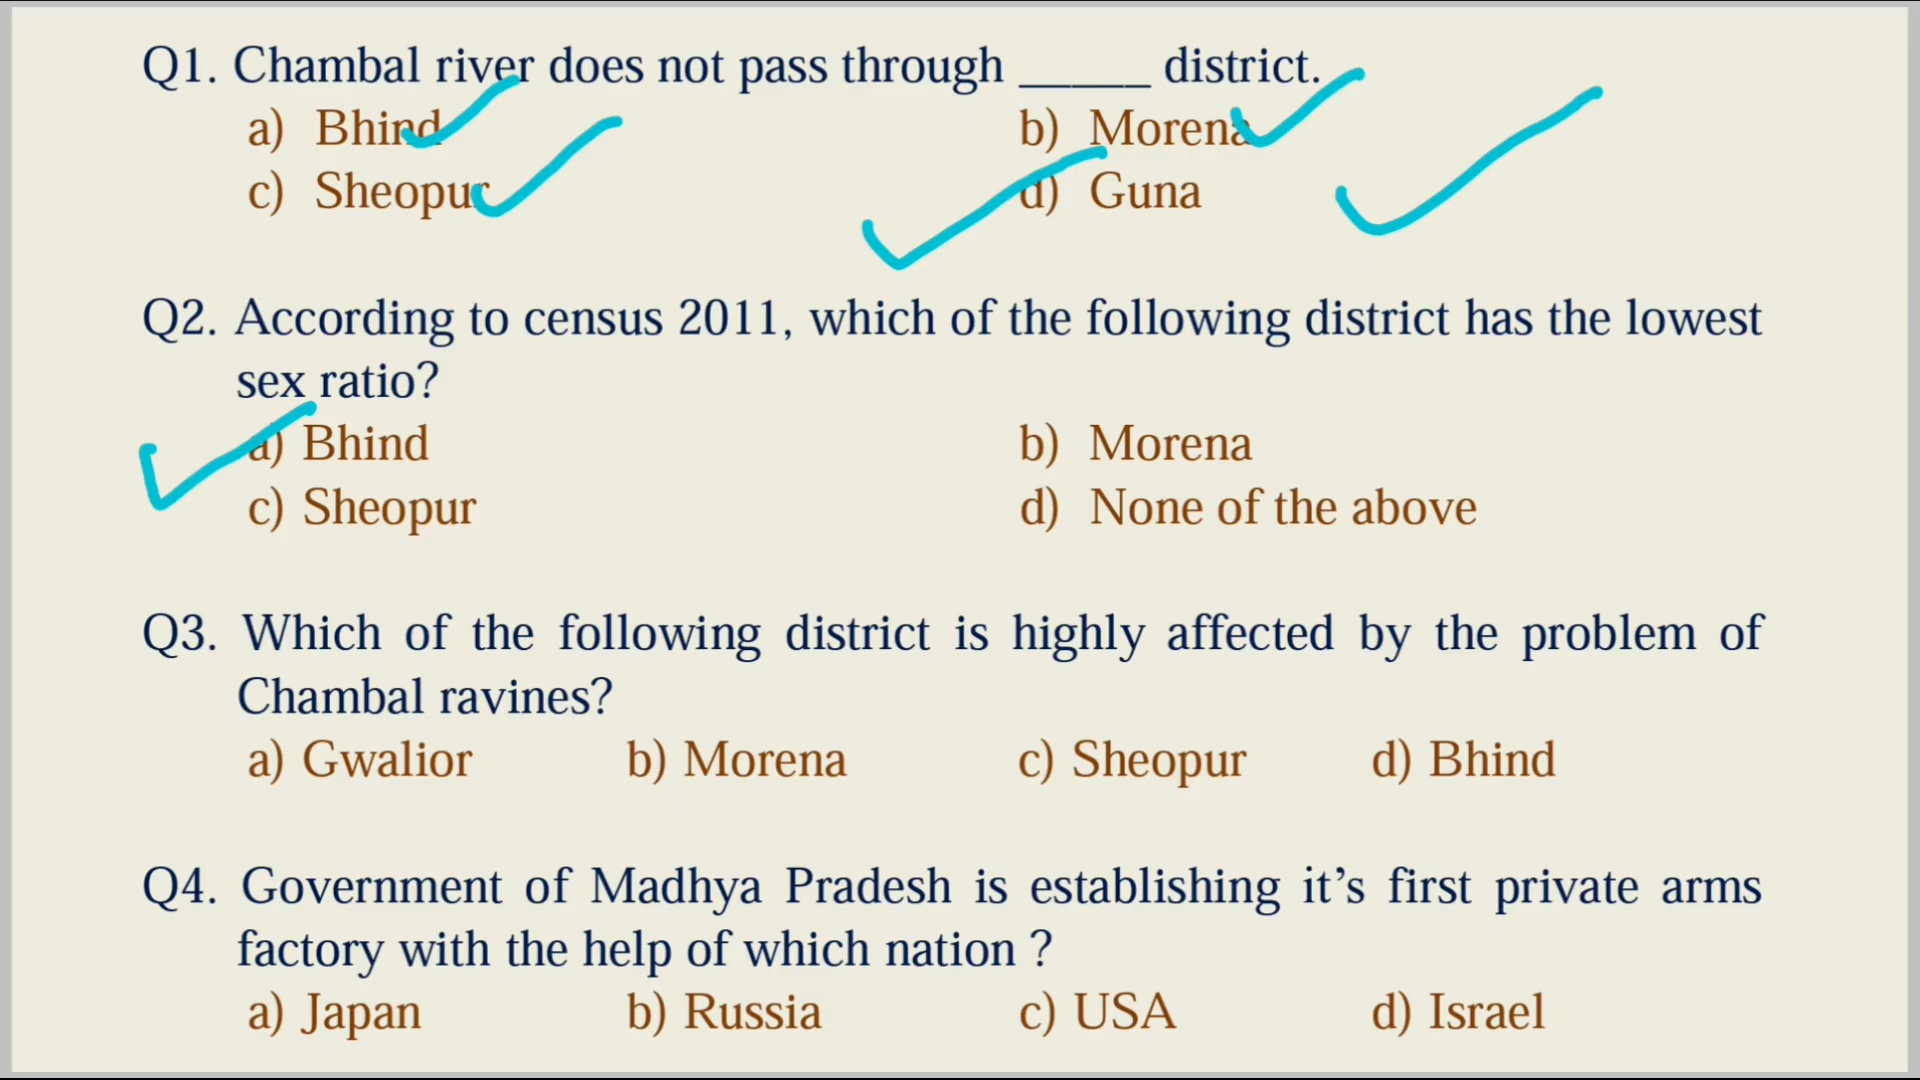 Q1. Chambal river does not pass through _____ district.
a) Bhind b) Morena
c) Sheopur d) Guna
Q2. According to census 2011, which of the following district has the lowest
sex ratio?
a) Bhind b) Morena
c) Sheopur d) None of the above
Q3. Which of the following district is highly affected by the problem of
Chambal ravines?
a) Gwalior b) Morena c) Sheopur d) Bhind
Q4. Government of Madhya Pradesh is establishing it’s first private arms
factory with the help of which nation ?
a) Japan b) Russia c) USA d) Israel